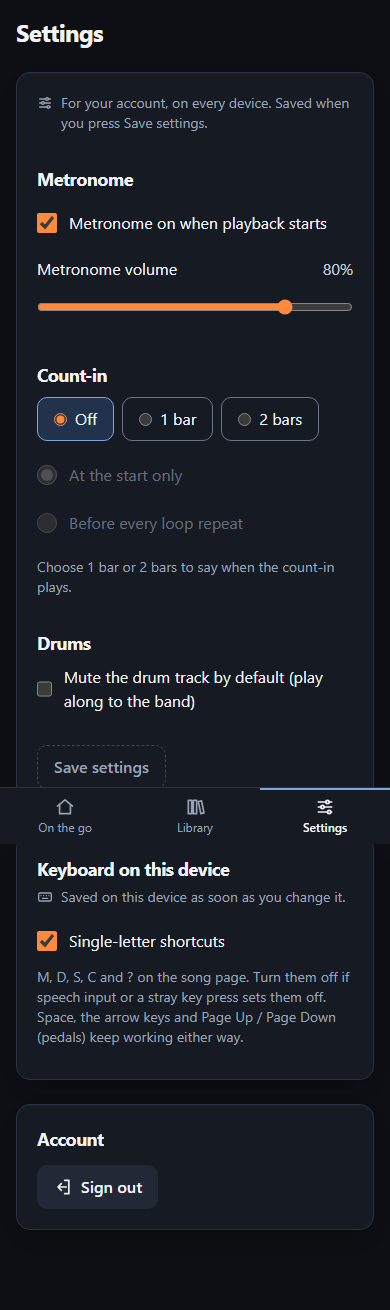 Settings
For your account, on every device. Saved when
you press Save settings.
Metronome
Metronome on when playback starts
Metronome volume 80%
Count-in
Off 1 bar 2 bars
At the start only
Before every loop repeat
Choose 1 bar or 2 bars to say when the count-in
plays.
Drums
Mute the drum track by default (play
along to the band)
Save settings
On the go Library Settings
Keyboard on this device
Saved on this device as soon as you change it.
Single-letter shortcuts
M, D, S, C and ? on the song page. Turn them off if
speech input or a stray key press sets them off.
Space, the arrow keys and Page Up / Page Down
(pedals) keep working either way.
Account
Sign out